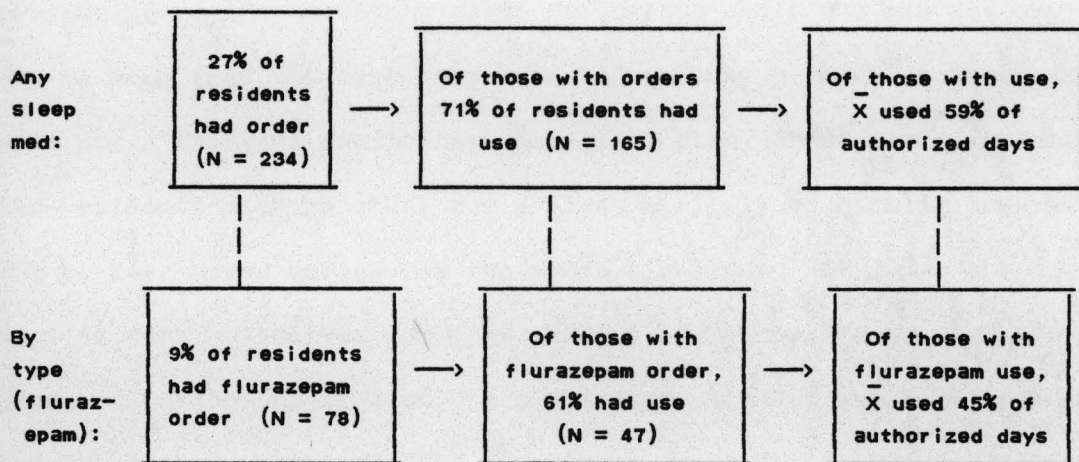 Any
sleep
med:
27% of
residents
had order
(N = 234)
Of those with orders
71% of residents had
use (N = 165)
Of those with use,
X̅ used 59% of
authorized days
By
type
(fluraz-
epam):
9% of residents
had flurazepam
order (N = 78)
Of those with
flurazepam order,
61% had use
(N = 47)
Of those with
flurazepam use,
X̅ used 45% of
authorized days